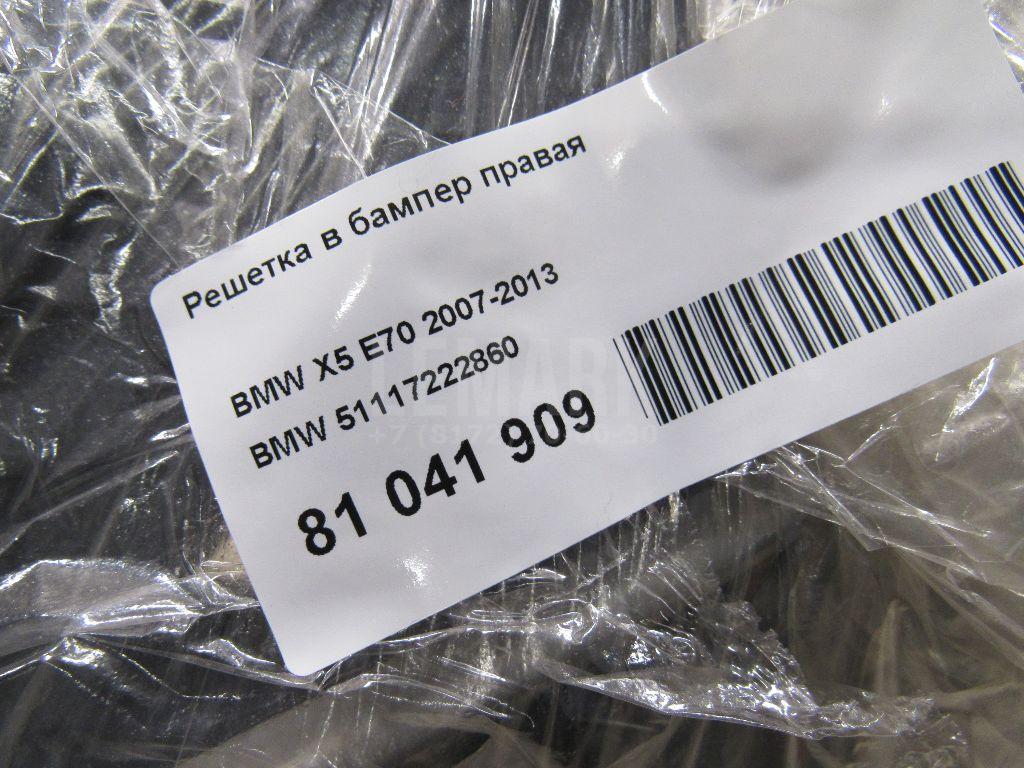 Решетка в бампер правая
BMW X5 E70 2007-2013
BMW 51117222860
81 041 909